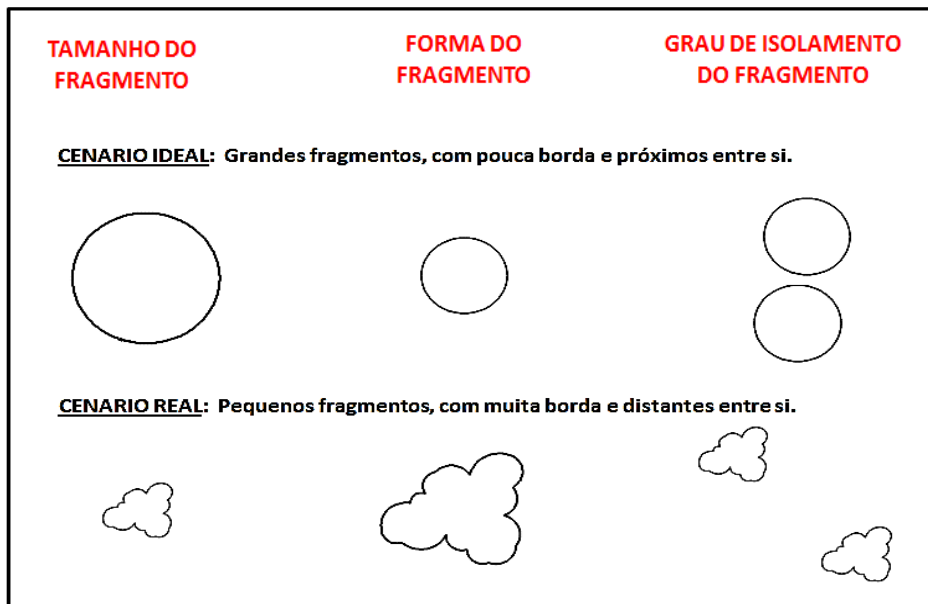 TAMANHO DO
FRAGMENTO
FORMA DO
FRAGMENTO
GRAU DE ISOLAMENTO
DO FRAGMENTO
CENARIO IDEAL: Grandes fragmentos, com pouca borda e próximos entre si.
CENARIO REAL: Pequenos fragmentos, com muita borda e distantes entre si.